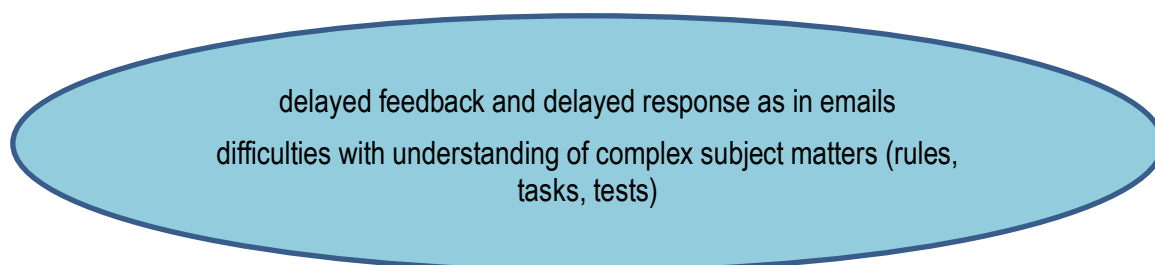 delayed feedback and delayed response as in emails
difficulties with understanding of complex subject matters (rules,
tasks, tests)